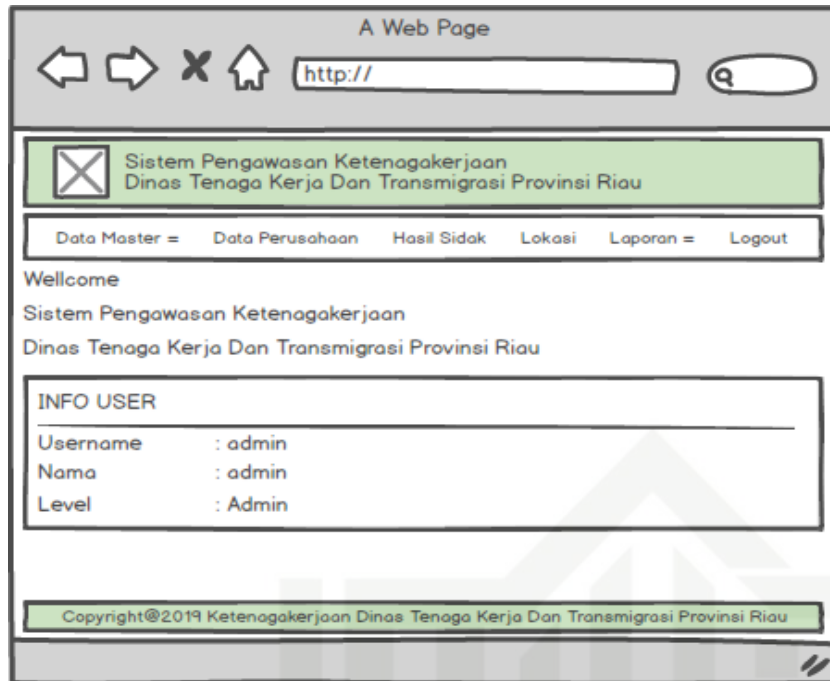 A Web Page
http://
Sistem Pengawasan Ketenagakerjaan
Dinas Tenaga Kerja Dan Transmigrasi Provinsi Riau
Data Master = Data Perusahaan Hasil Sidak Lokasi Laporan = Logout
Wellcome
Sistem Pengawasan Ketenagakerjaan
Dinas Tenaga Kerja Dan Transmigrasi Provinsi Riau
INFO USER
Username : admin
Nama : admin
Level : Admin
Copyright@2019 Ketenagakerjaan Dinas Tenaga Kerja Dan Transmigrasi Provinsi Riau